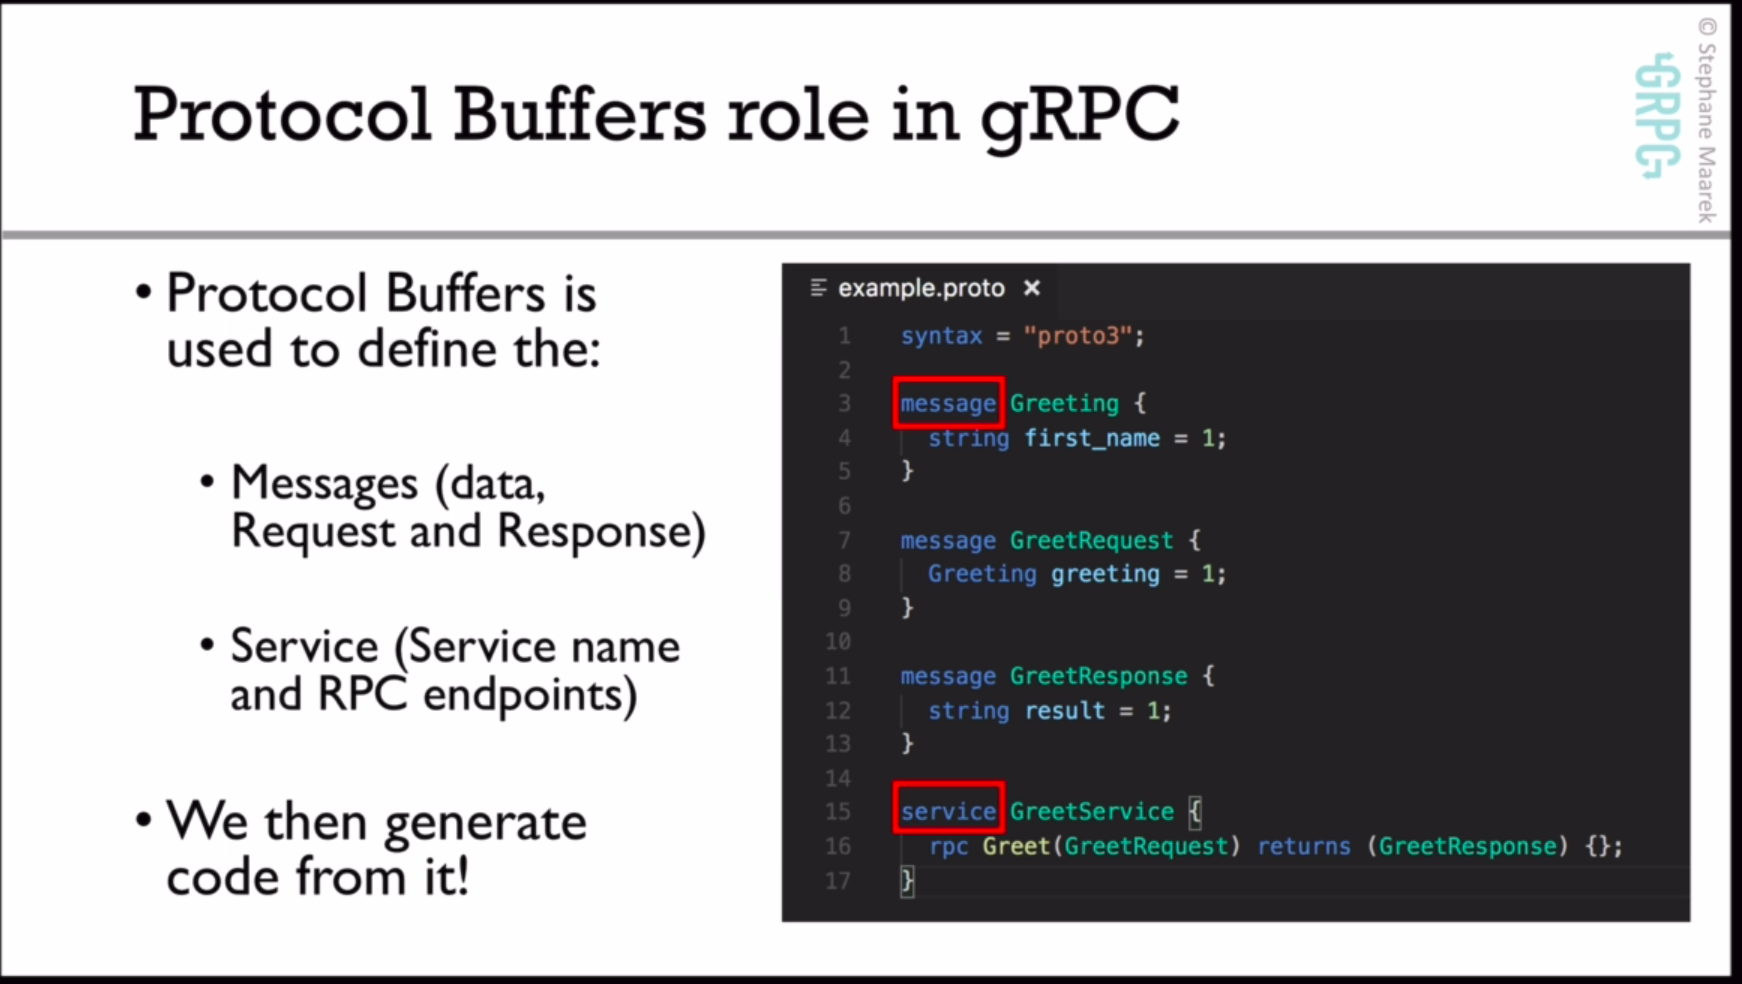 Protocol Buffers role in gRPC
GRPC
© Stephane Maarek
• Protocol Buffers is
used to define the:
• Messages (data,
Request and Response)
• Service (Service name
and RPC endpoints)
• We then generate
code from it!
example.proto ×
1 syntax = "proto3";
2
3 message Greeting {
4 string first_name = 1;
5 }
6
7 message GreetRequest {
8 Greeting greeting = 1;
9 }
10
11 message GreetResponse {
12 string result = 1;
13 }
14
15 service GreetService {
16 rpc Greet(GreetRequest) returns (GreetResponse) {};
17 }